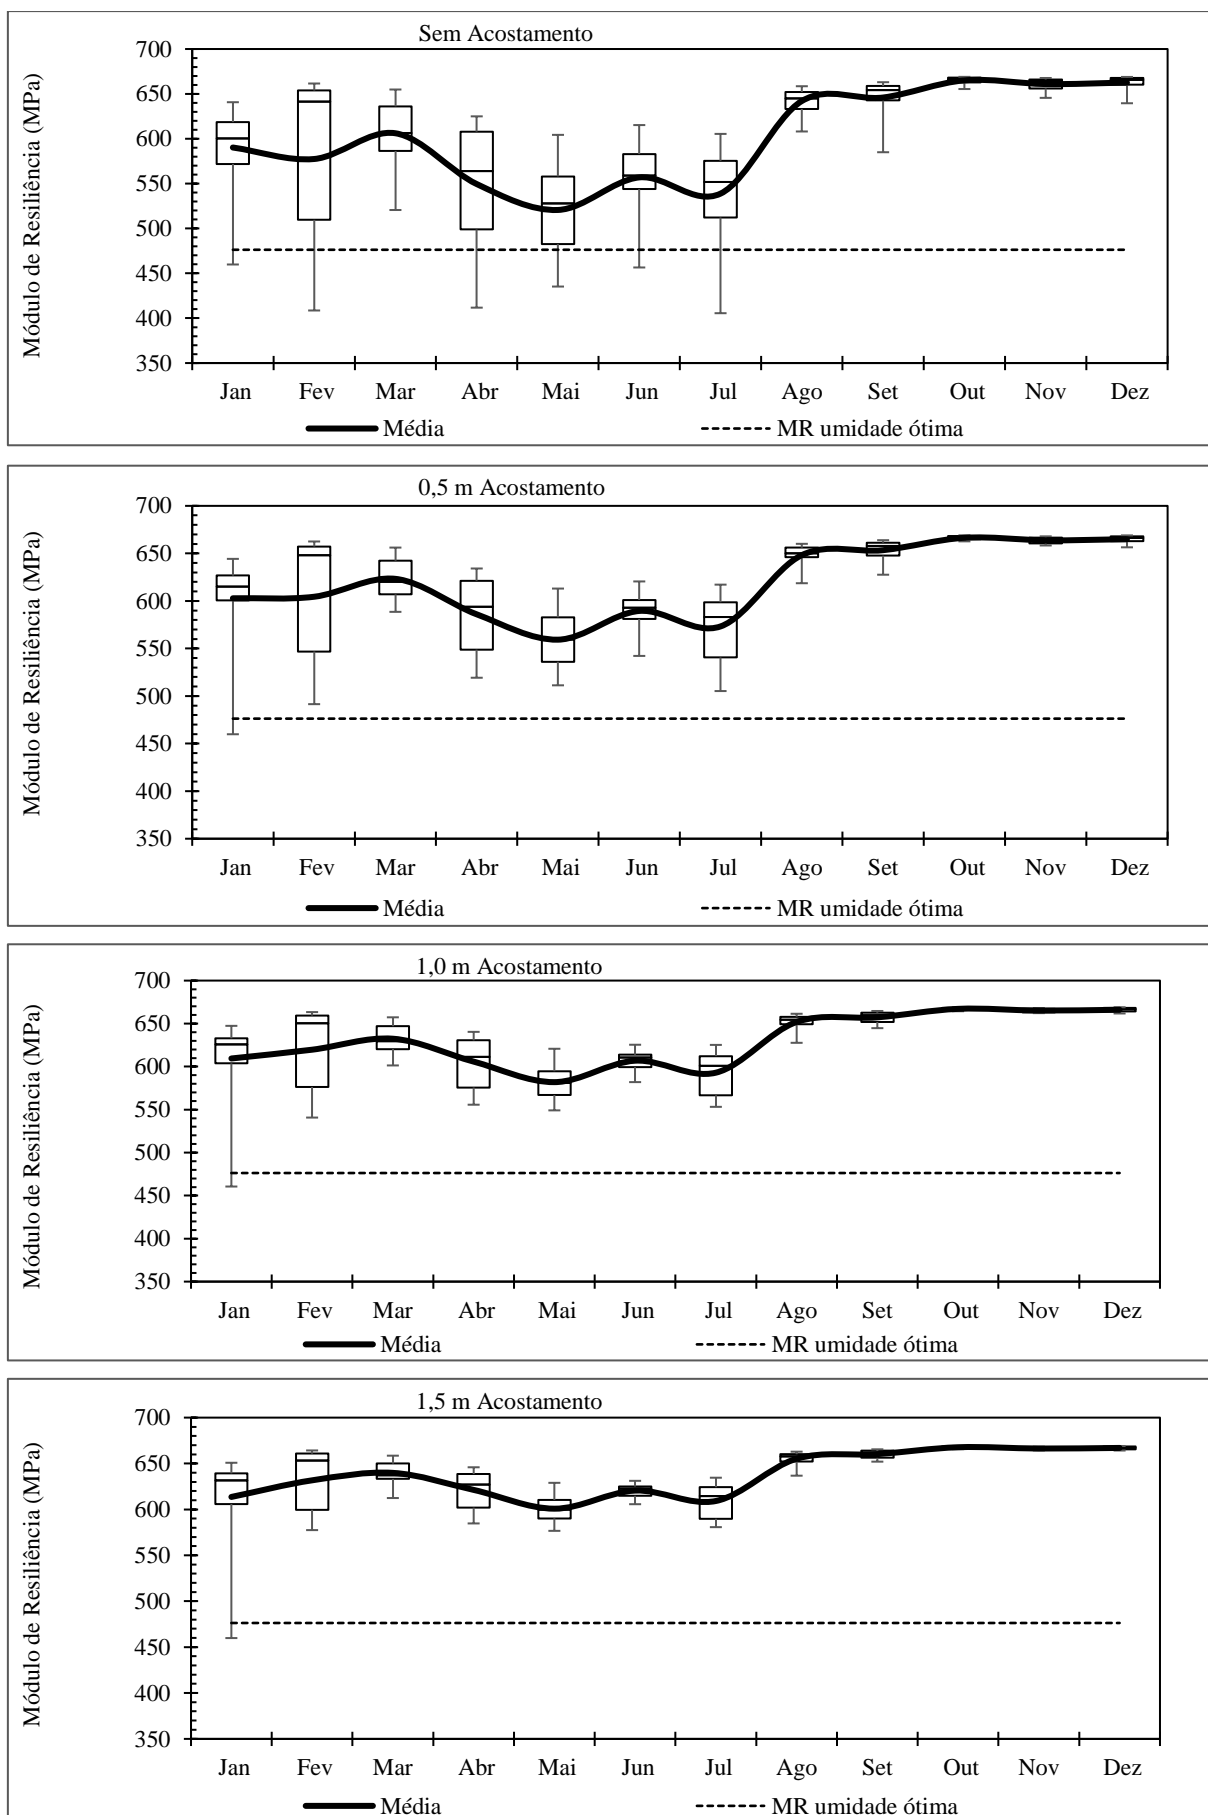 Sem Acostamento
Módulo de Resiliência (MPa)
700
650
600
550
500
450
400
350
Jan Fev Mar Abr Mai Jun Jul Ago Set Out Nov Dez
Média MR umidade ótima
0,5 m Acostamento
Módulo de Resiliência (MPa)
700
650
600
550
500
450
400
350
Jan Fev Mar Abr Mai Jun Jul Ago Set Out Nov Dez
Média MR umidade ótima
1,0 m Acostamento
Módulo de Resiliência (MPa)
700
650
600
550
500
450
400
350
Jan Fev Mar Abr Mai Jun Jul Ago Set Out Nov Dez
Média MR umidade ótima
1,5 m Acostamento
Módulo de Resiliência (MPa)
700
650
600
550
500
450
400
350
Jan Fev Mar Abr Mai Jun Jul Ago Set Out Nov Dez
Média MR umidade ótima